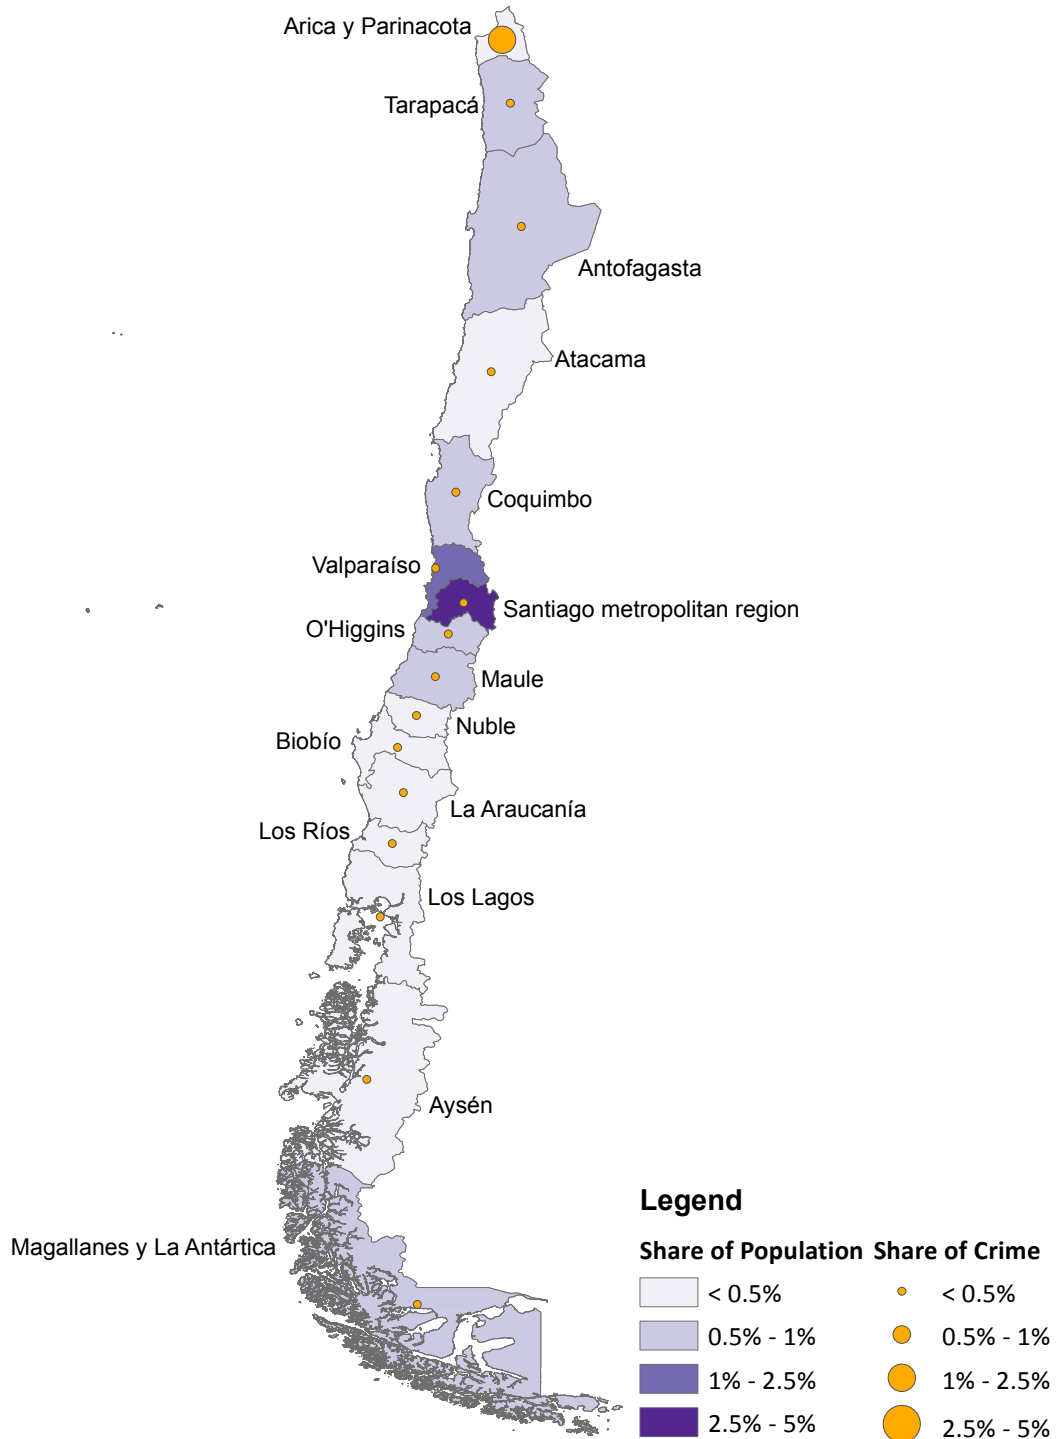 Arica y Parinacota
Tarapacá
Antofagasta
Atacama
Coquimbo
Valparaíso
Santiago metropolitan region
O'Higgins
Maule
Nuble
Biobío
La Araucanía
Los Ríos
Los Lagos
Aysén
Magallanes y La Antártica
Legend
Share of Population Share of Crime
< 0.5% < 0.5%
0.5% - 1% 0.5% - 1%
1% - 2.5% 1% - 2.5%
2.5% - 5% 2.5% - 5%